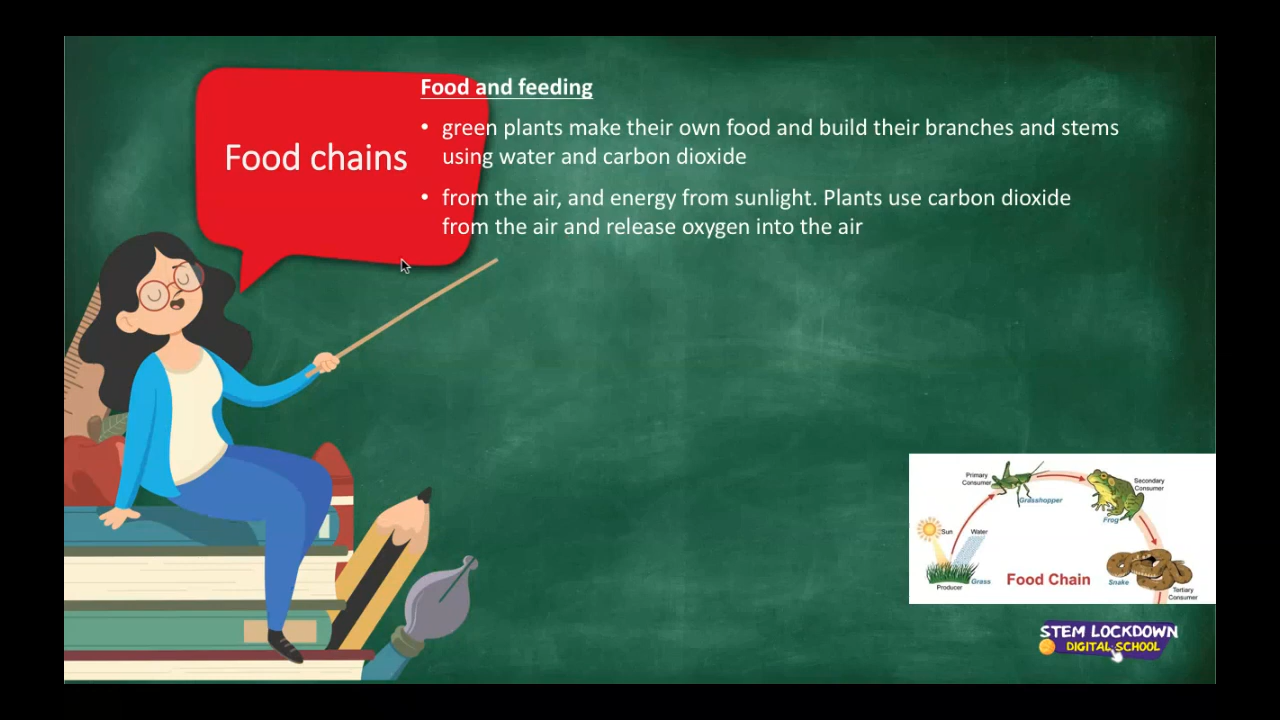 Food and feeding
Food chains
• green plants make their own food and build their branches and stems
using water and carbon dioxide
• from the air, and energy from sunlight. Plants use carbon dioxide
from the air and release oxygen into the air
Primary
Consumer
Grasshopper
Secondary
Consumer
Frog
Sun
Water
Grass
Producer
Food Chain
Snake
Tertiary
Consumer
STEM LOCKDOWN
DIGITAL SCHOOL